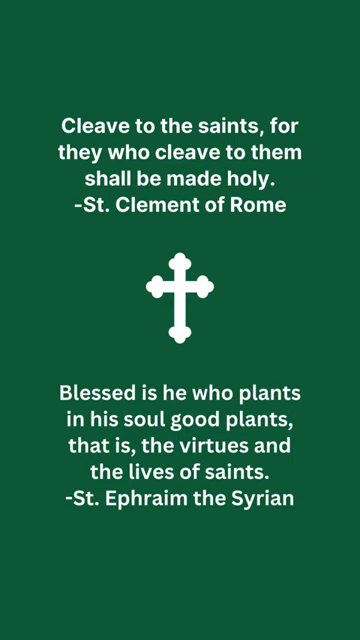 Cleave to the saints, for
they who cleave to them
shall be made holy.
-St. Clement of Rome
Blessed is he who plants
in his soul good plants,
that is, the virtues and
the lives of saints.
-St. Ephraim the Syrian